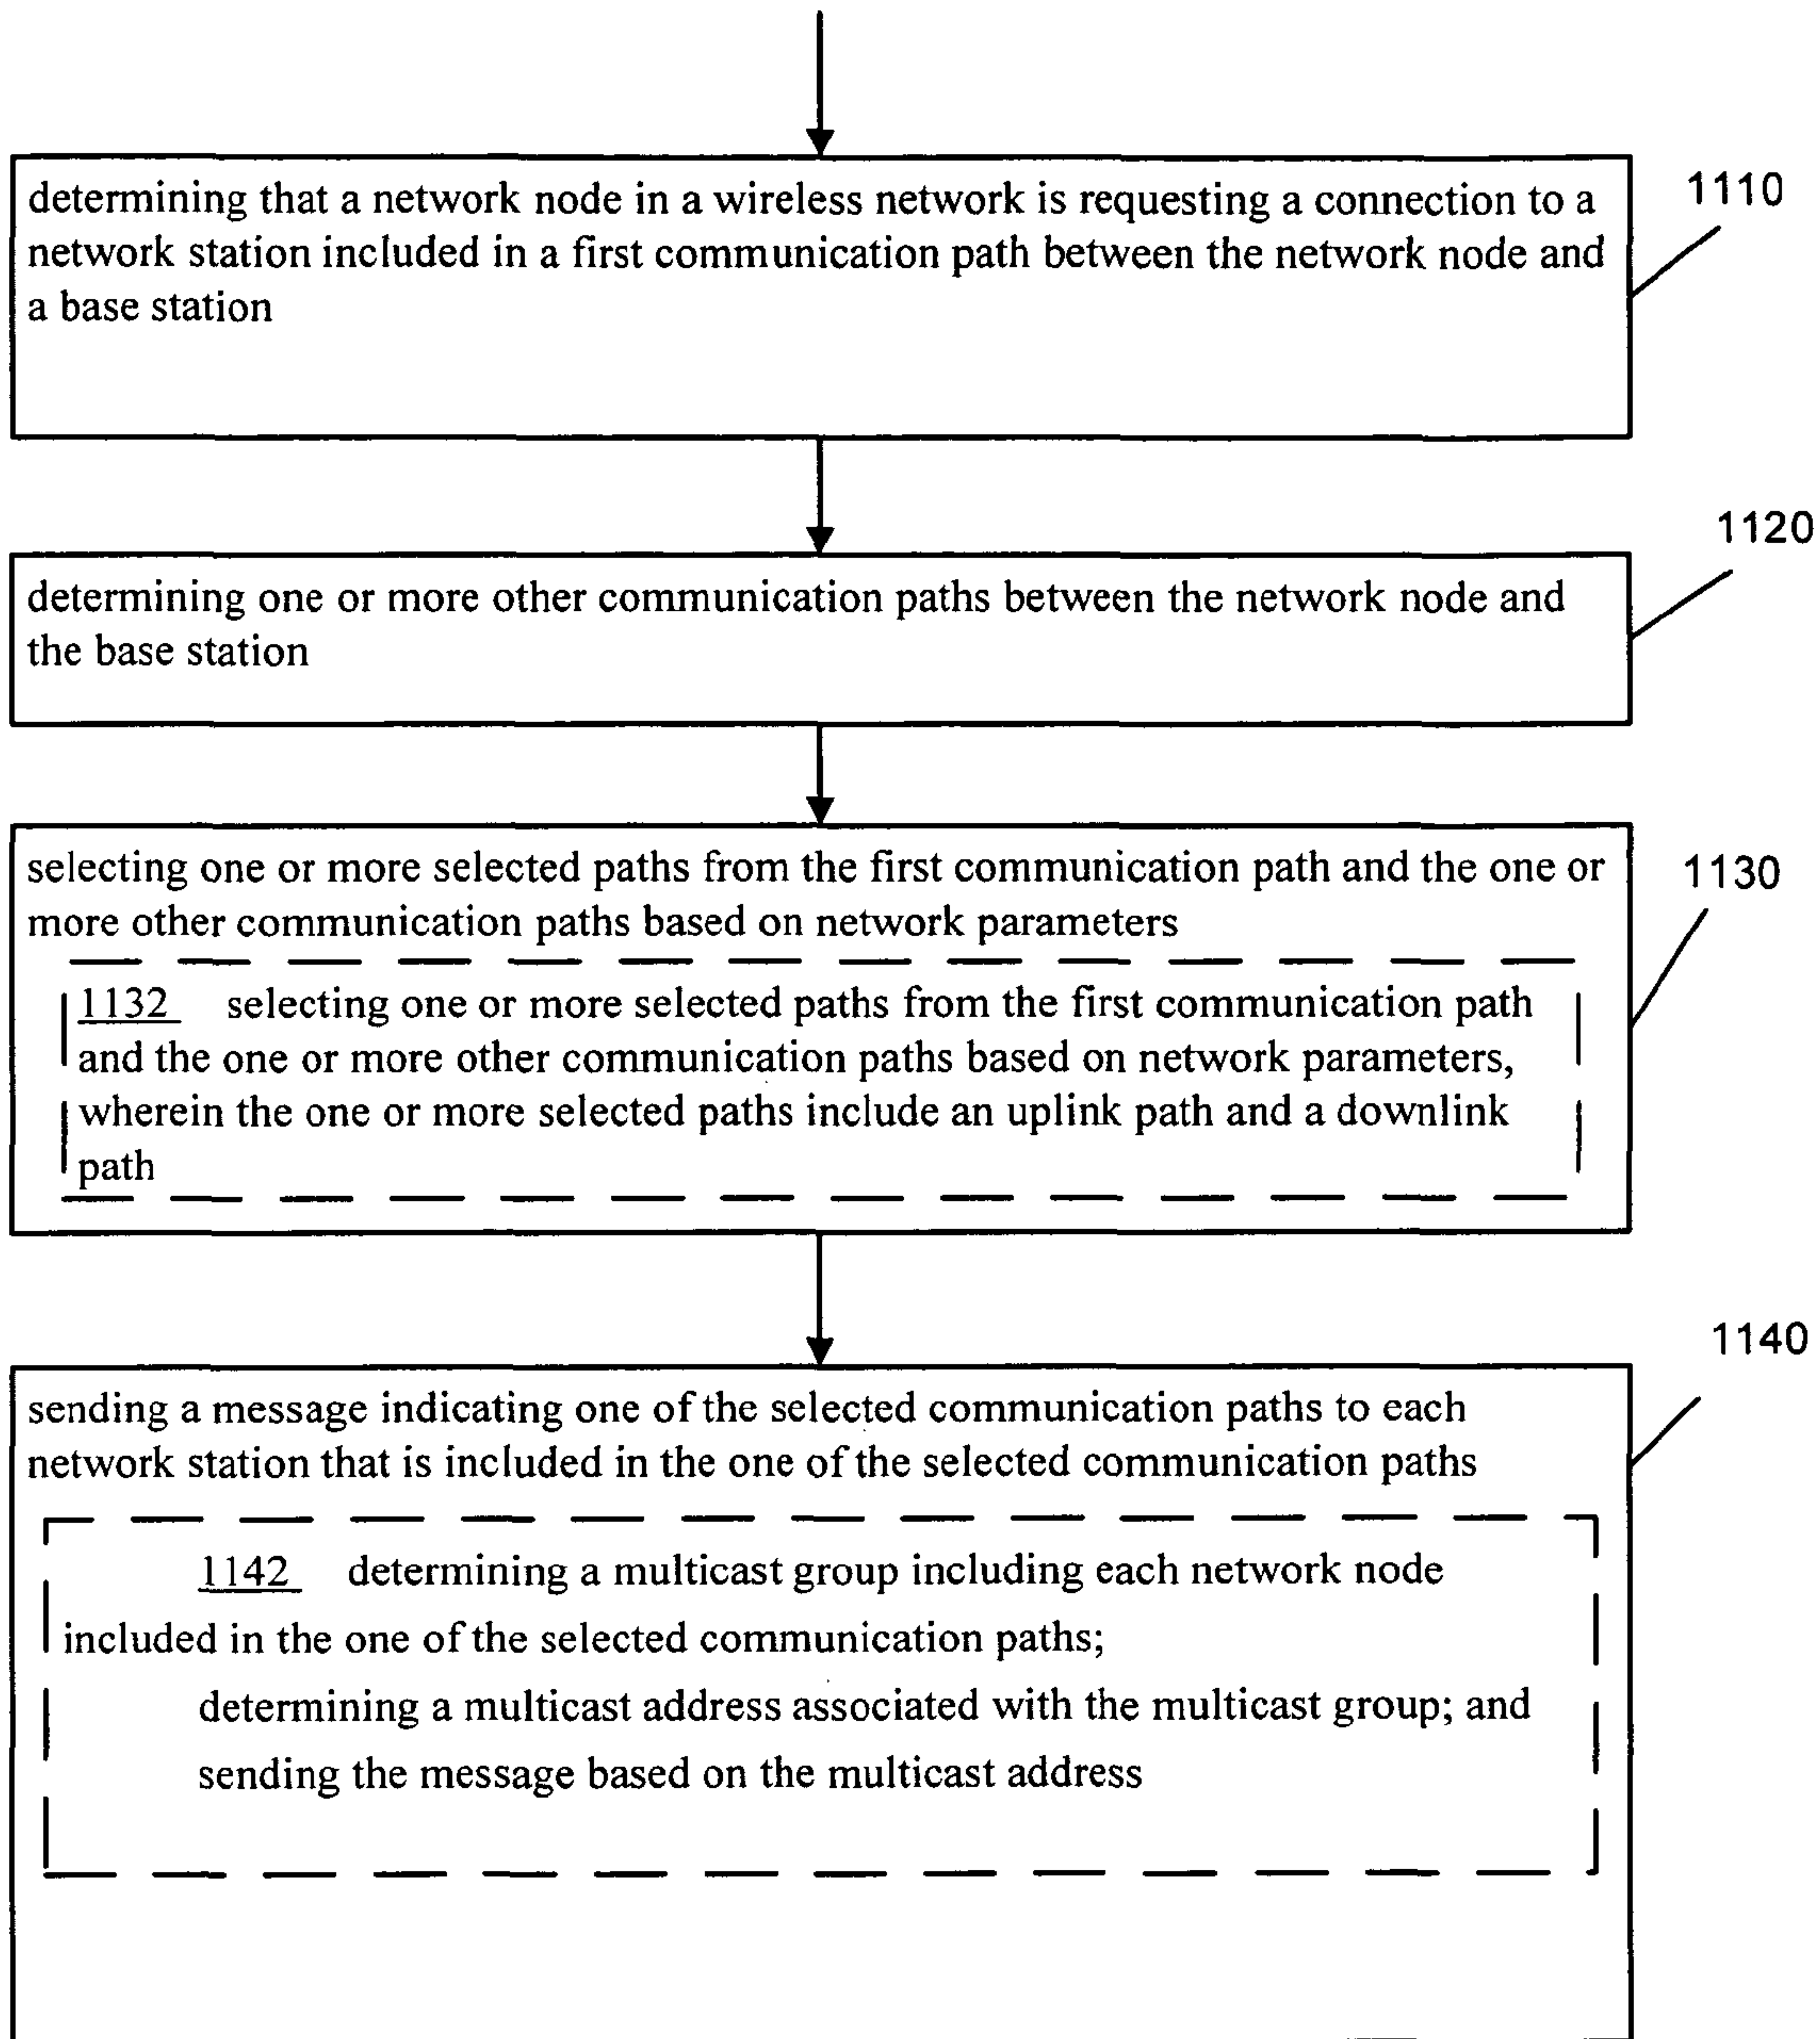 determining that a network node in a wireless network is requesting a connection to a
network station included in a first communication path between the network node and
a base station
1110
determining one or more other communication paths between the network node and
the base station
1120
selecting one or more selected paths from the first communication path and the one or
more other communication paths based on network parameters
1130
1132 selecting one or more selected paths from the first communication path
and the one or more other communication paths based on network parameters,
wherein the one or more selected paths include an uplink path and a downlink
path
sending a message indicating one of the selected communication paths to each
network station that is included in the one of the selected communication paths
1140
1142 determining a multicast group including each network node
included in the one of the selected communication paths;
determining a multicast address associated with the multicast group; and
sending the message based on the multicast address